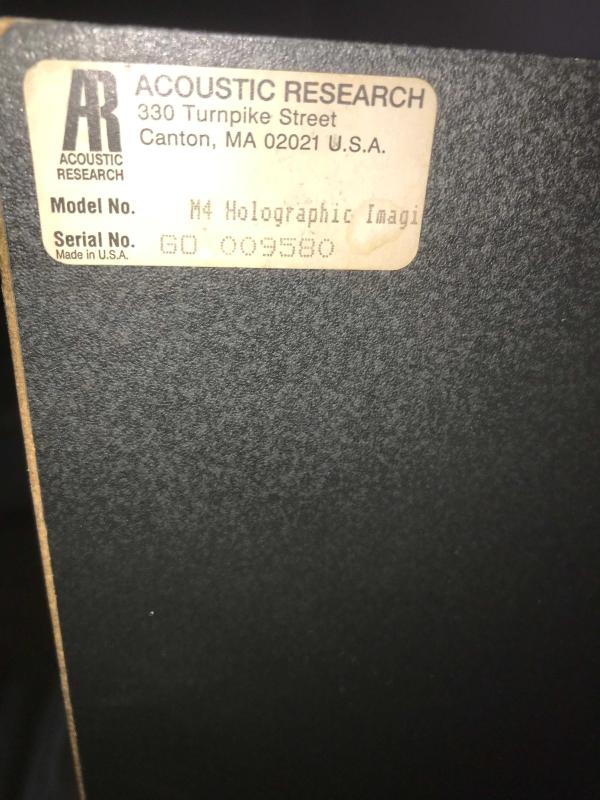 AR
ACOUSTIC
RESEARCH
ACOUSTIC RESEARCH
330 Turnpike Street
Canton, MA 02021 U.S.A.
Model No. M4 Holographic Imagi
Serial No. GO 009580
Made in U.S.A.